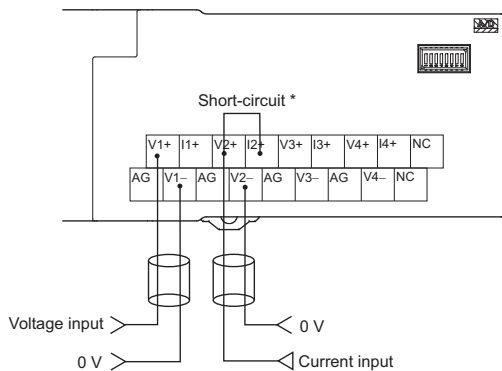 A/D
Short-circuit *
V1+ I1+ V2+ I2+ V3+ I3+ V4+ I4+ NC
AG V1– AG V2– AG V3– AG V4– NC
Voltage input
0 V
0 V
Current input